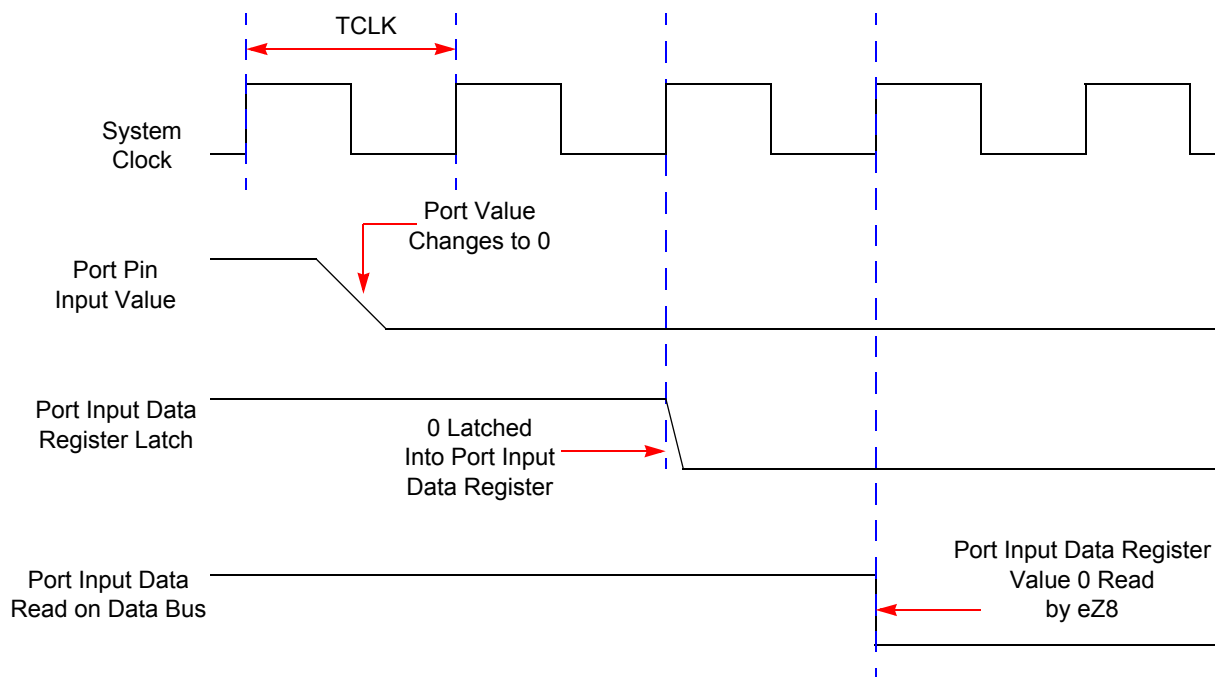 TCLK
System
Clock
Port Value
Changes to 0
Port Pin
Input Value
Port Input Data
Register Latch
0 Latched
Into Port Input
Data Register
Port Input Data
Read on Data Bus
Port Input Data Register
Value 0 Read
by eZ8